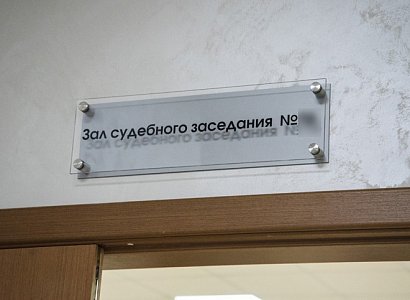 Зал судебного заседания №